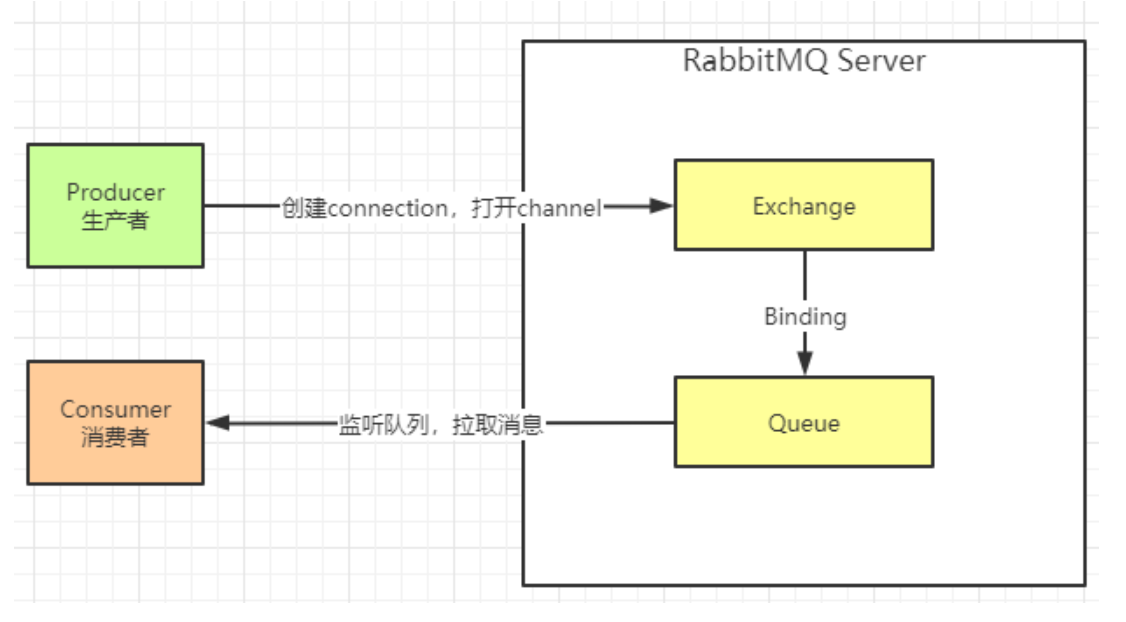 RabbitMQ Server
Producer
生产者
创建connection，打开channel
Exchange
Binding
Consumer
消费者
监听队列，拉取消息
Queue